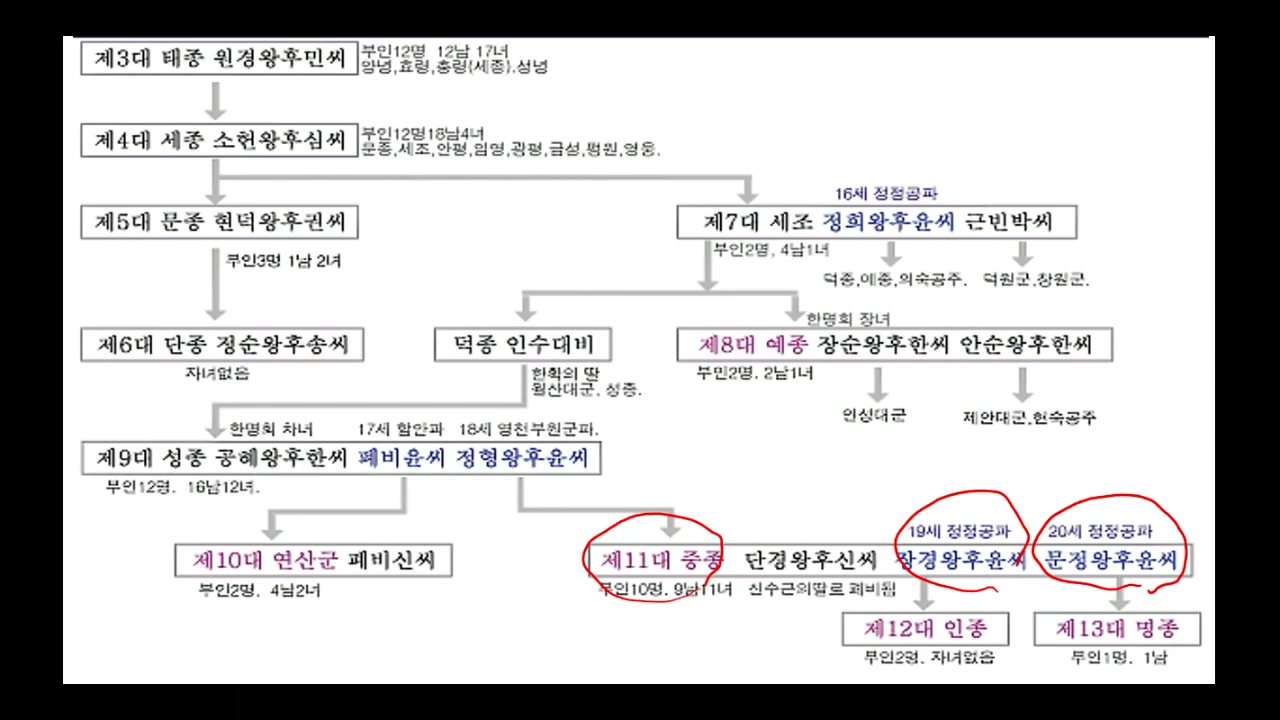 제3대 태종 원경왕후민씨
부인12명 12남 17녀
양녕,효령,충령(세종).성녕
제4대 세종 소헌왕후심씨
부인12명18남4녀
문종,세조,안평,임영,광평,금성,평원,영웅.
16세 정정공파
제5대 문종 현덕왕후권씨
제7대 세조 정희왕후윤씨 근빈박씨
부인3명 1남 2녀
부인2명, 4남1녀
덕종,예종,의숙공주. 덕원군,창원군.
한명회 장녀
제6대 단종 정순왕후송씨
덕종 인수대비
제8대 예종 장순왕후한씨 안순왕후한씨
자녀없음
한확의 딸
월산대군, 성종.
부인2명. 2남1녀
인성대군
제안대군,현숙공주
한명회 차녀 17세 함안파 18세 영천부원군파.
제9대 성종 공혜왕후한씨 폐비윤씨 정형왕후윤씨
부인12명. 16남12녀.
19세 정정공파 20세 정정공파
제10대 연산군 폐비신씨
제11대 중종 단경왕후신씨 장경왕후윤씨 문정왕후윤씨
부인2명, 4남2녀
부인10명, 9남11녀 신수근의딸로 폐비됨
제12대 인종 제13대 명종
부인2명, 자녀없음 부인1명, 1남